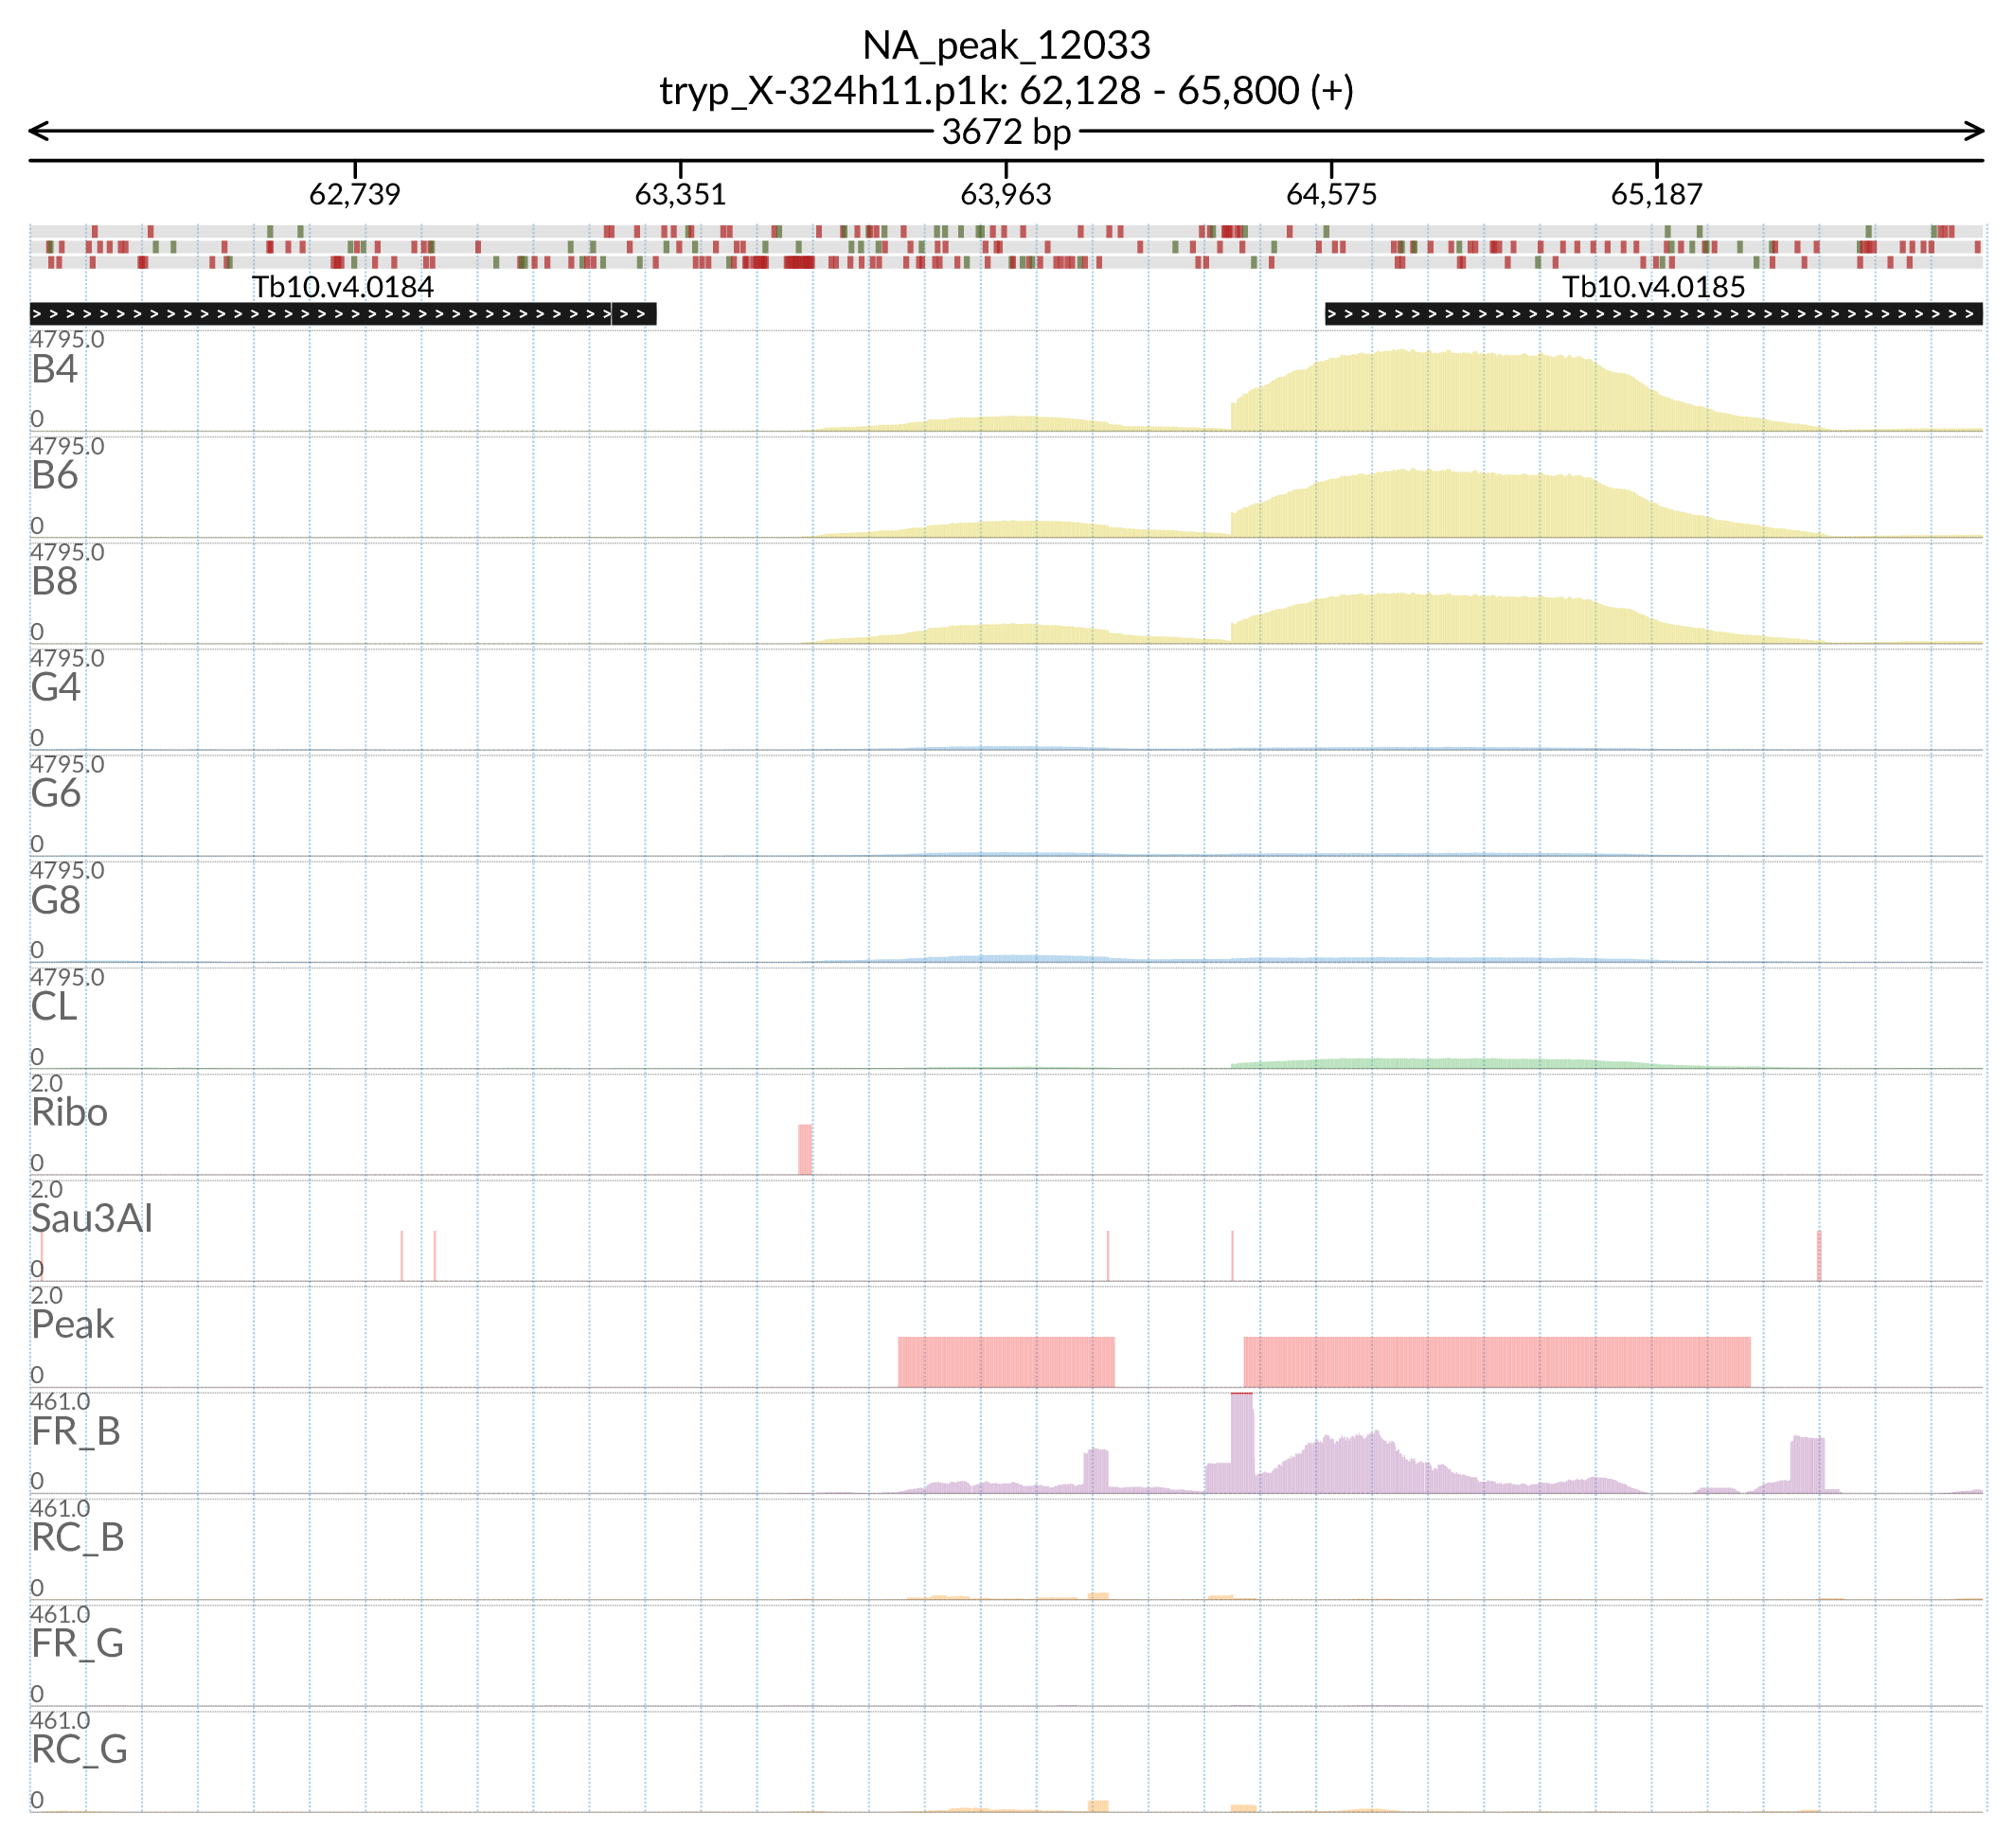 NA_peak_12033
tryp_X-324h11.p1k: 62,128 - 65,800 (+)
3672 bp
62,739 63,351 63,963 64,575 65,187
Tb10.v4.0184 Tb10.v4.0185
4795.0
B4
0
4795.0
B6
0
4795.0
B8
0
4795.0
G4
0
4795.0
G6
0
4795.0
G8
0
4795.0
CL
0
2.0
Ribo
0
2.0
Sau3AI
0
2.0
Peak
0
461.0
FR_B
0
461.0
RC_B
0
461.0
FR_G
0
461.0
RC_G
0